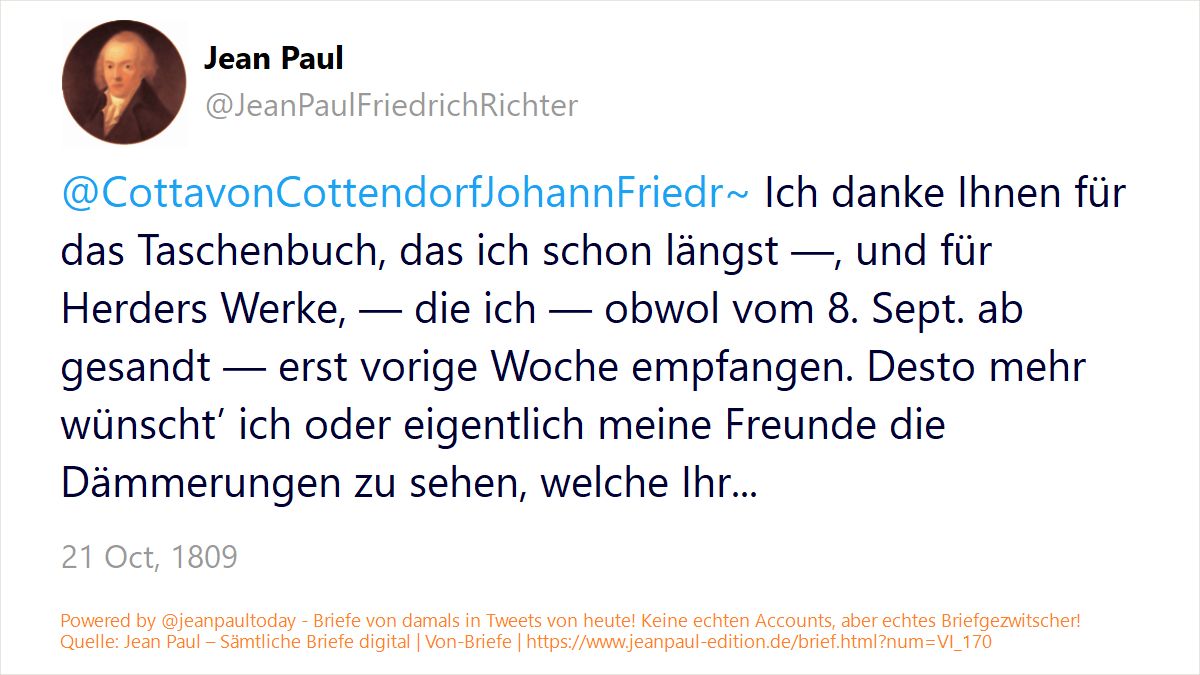 Jean Paul
@JeanPaulFriedrichRichter
@CottavonCottendorfJohannFriedr~ Ich danke Ihnen für
das Taschenbuch, das ich schon längst —, und für
Herders Werke, — die ich — obwol vom 8. Sept. ab
gesandt — erst vorige Woche empfangen. Desto mehr
wünscht’ ich oder eigentlich meine Freunde die
Dämmerungen zu sehen, welche Ihr...
21 Oct, 1809
Powered by @jeanpaultoday - Briefe von damals in Tweets von heute! Keine echten Accounts, aber echtes Briefgezwitscher!
Quelle: Jean Paul – Sämtliche Briefe digital | Von-Briefe | https://www.jeanpaul-edition.de/brief.html?num=VI_170